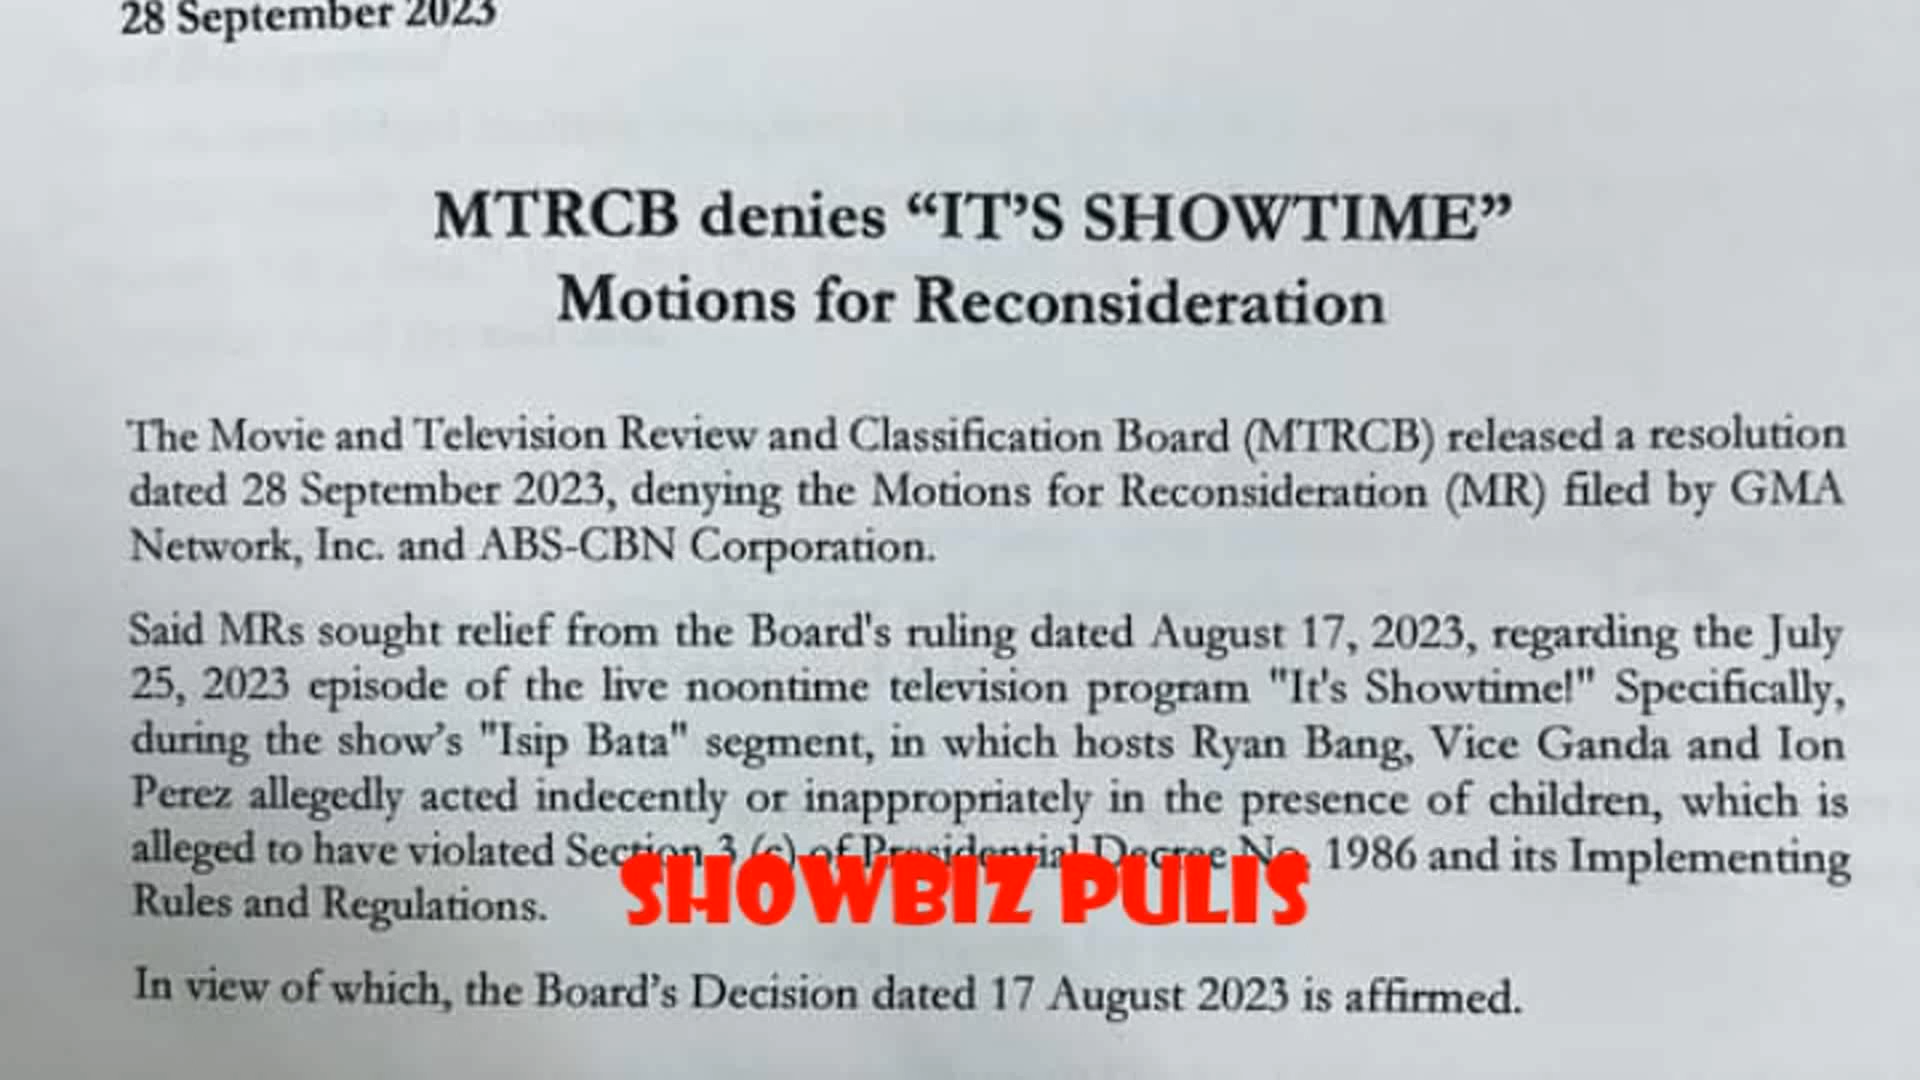 28 September 2023
MTRCB denies “IT’S SHOWTIME”
Motions for Reconsideration
The Movie and Television Review and Classification Board (MTRCB) released a resolution
dated 28 September 2023, denying the Motions for Reconsideration (MR) filed by GMA
Network, Inc. and ABS-CBN Corporation.
Said MRs sought relief from the Board's ruling dated August 17, 2023, regarding the July
25, 2023 episode of the live noontime television program "It's Showtime!" Specifically,
during the show’s "Isip Bata" segment, in which hosts Ryan Bang, Vice Ganda and Ion
Perez allegedly acted indecently or inappropriately in the presence of children, which is
alleged to have violated Section 3 (c) of Presidential Decree No. 1986 and its Implementing
Rules and Regulations.
SHOWBIZ PULIS
In view of which, the Board’s Decision dated 17 August 2023 is affirmed.